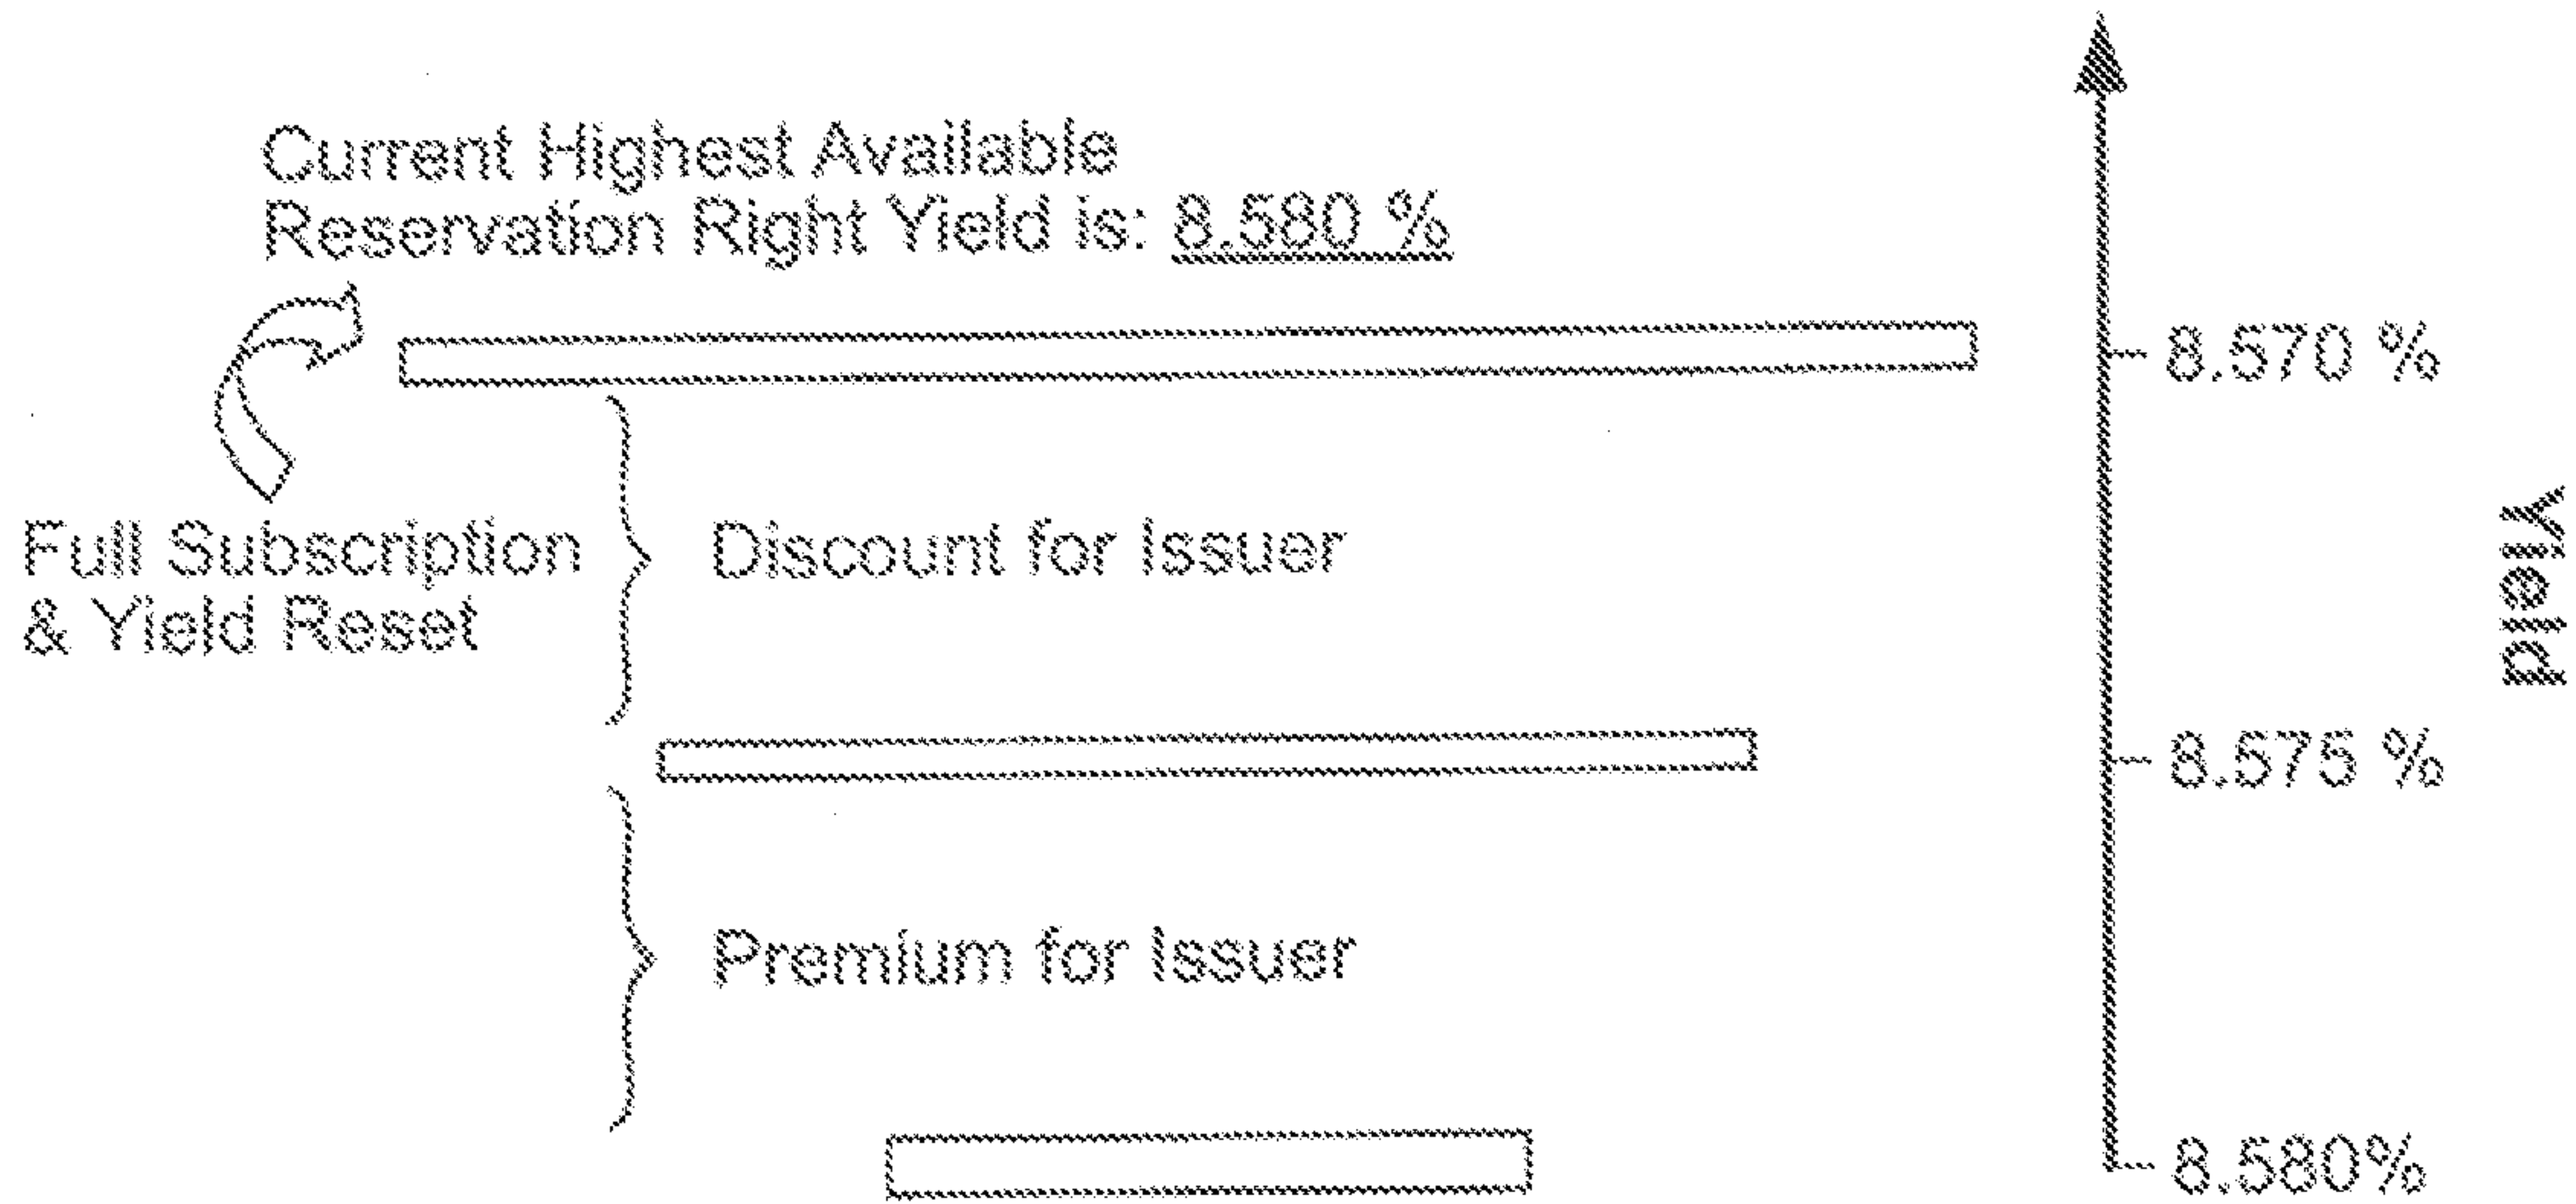 Current Highest Available
Reservation Right Yield is: 8.580 %
8.570 %
Full Subscription
& Yield Reset
Discount for Issuer
Yield
8.575 %
Premium for Issuer
8.580%